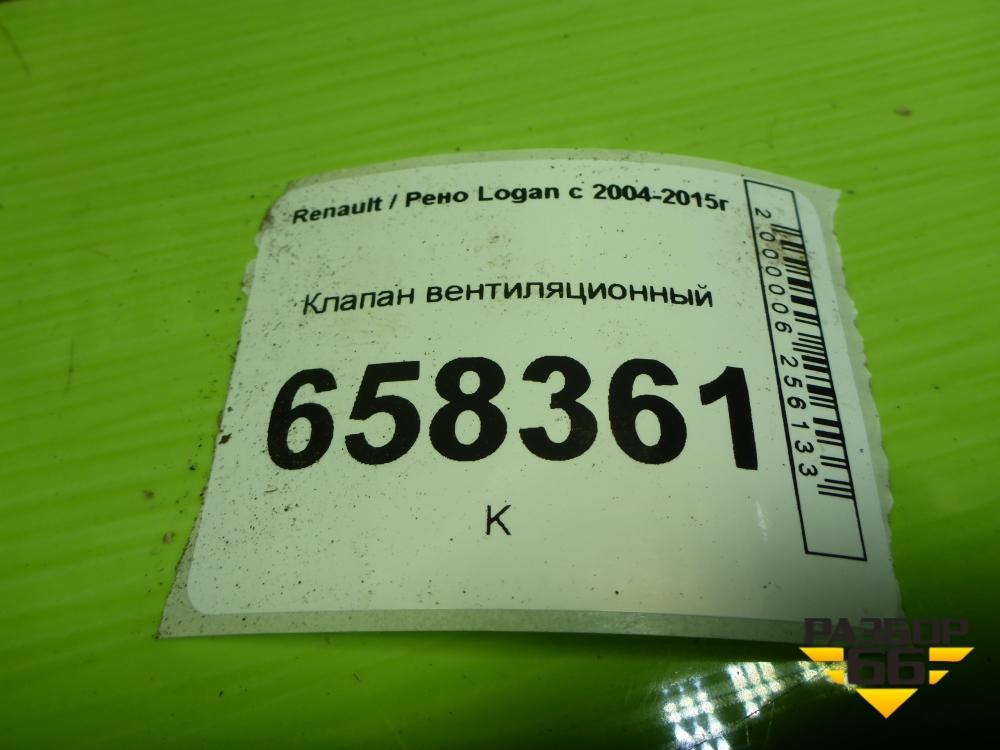 Renault / Рено Logan с 2004-2015г
Клапан вентиляционный
658361
К
2000006256133
РАЗБОР
66